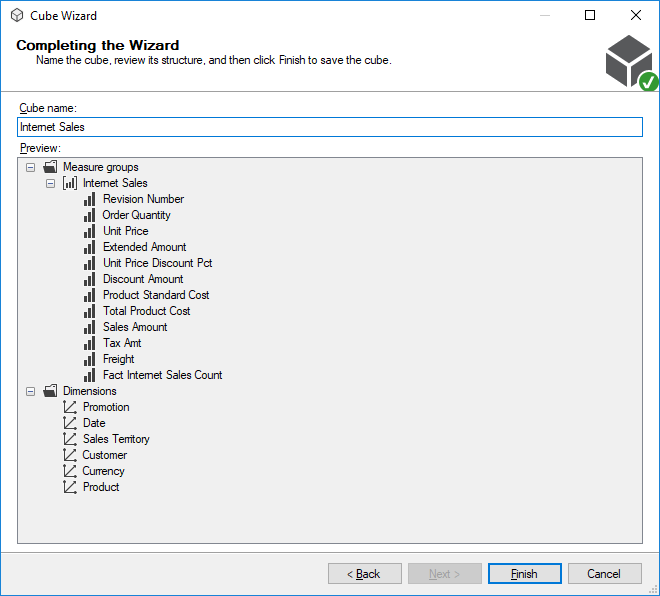 Cube Wizard
Completing the Wizard
Name the cube, review its structure, and then click Finish to save the cube.
Cube name:
Internet Sales
Preview:
Measure groups
Internet Sales
Revision Number
Order Quantity
Unit Price
Extended Amount
Unit Price Discount Pct
Discount Amount
Product Standard Cost
Total Product Cost
Sales Amount
Tax Amt
Freight
Fact Internet Sales Count
Dimensions
Promotion
Date
Sales Territory
Customer
Currency
Product
< Back Next > Finish Cancel